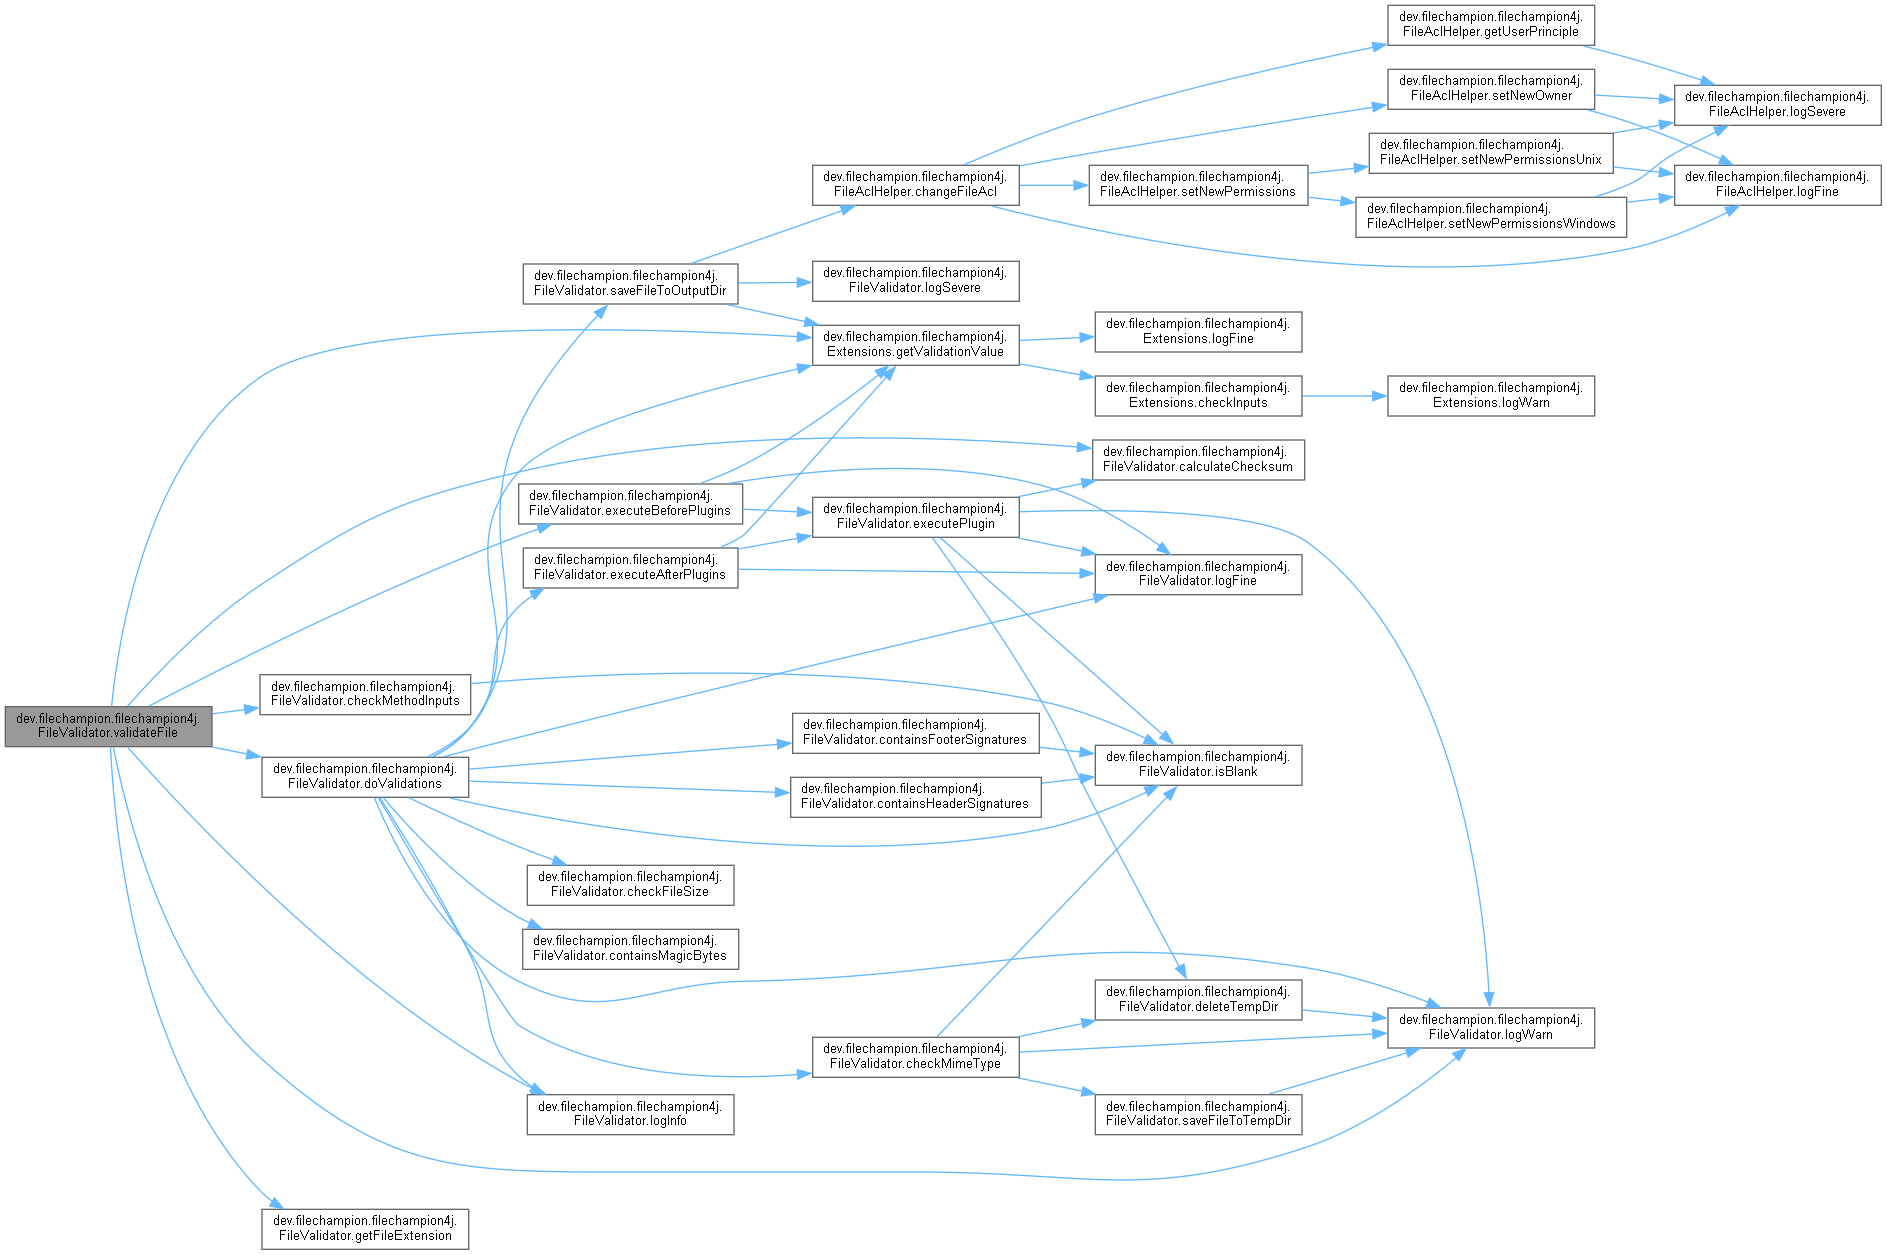 dev.filechampion.filechampion4j.
FileAclHelper.getUserPrinciple
dev.filechampion.filechampion4j.
FileAclHelper.setNewOwner
dev.filechampion.filechampion4j.
FileAclHelper.logSevere
dev.filechampion.filechampion4j.
FileAclHelper.setNewPermissionsUnix
dev.filechampion.filechampion4j.
FileAclHelper.changeFileAcl
dev.filechampion.filechampion4j.
FileAclHelper.setNewPermissions
dev.filechampion.filechampion4j.
FileAclHelper.logFine
dev.filechampion.filechampion4j.
FileAclHelper.setNewPermissionsWindows
dev.filechampion.filechampion4j.
FileValidator.saveFileToOutputDir
dev.filechampion.filechampion4j.
FileValidator.logSevere
dev.filechampion.filechampion4j.
Extensions.getValidationValue
dev.filechampion.filechampion4j.
Extensions.logFine
dev.filechampion.filechampion4j.
Extensions.checkInputs
dev.filechampion.filechampion4j.
Extensions.logWarn
dev.filechampion.filechampion4j.
FileValidator.calculateChecksum
dev.filechampion.filechampion4j.
FileValidator.executeBeforePlugins
dev.filechampion.filechampion4j.
FileValidator.executePlugin
dev.filechampion.filechampion4j.
FileValidator.executeAfterPlugins
dev.filechampion.filechampion4j.
FileValidator.logFine
dev.filechampion.filechampion4j.
FileValidator.checkMethodInputs
dev.filechampion.filechampion4j.
FileValidator.validateFile
dev.filechampion.filechampion4j.
FileValidator.containsFooterSignatures
dev.filechampion.filechampion4j.
FileValidator.isBlank
dev.filechampion.filechampion4j.
FileValidator.doValidations
dev.filechampion.filechampion4j.
FileValidator.containsHeaderSignatures
dev.filechampion.filechampion4j.
FileValidator.checkFileSize
dev.filechampion.filechampion4j.
FileValidator.containsMagicBytes
dev.filechampion.filechampion4j.
FileValidator.deleteTempDir
dev.filechampion.filechampion4j.
FileValidator.logWarn
dev.filechampion.filechampion4j.
FileValidator.checkMimeType
dev.filechampion.filechampion4j.
FileValidator.logInfo
dev.filechampion.filechampion4j.
FileValidator.saveFileToTempDir
dev.filechampion.filechampion4j.
FileValidator.getFileExtension